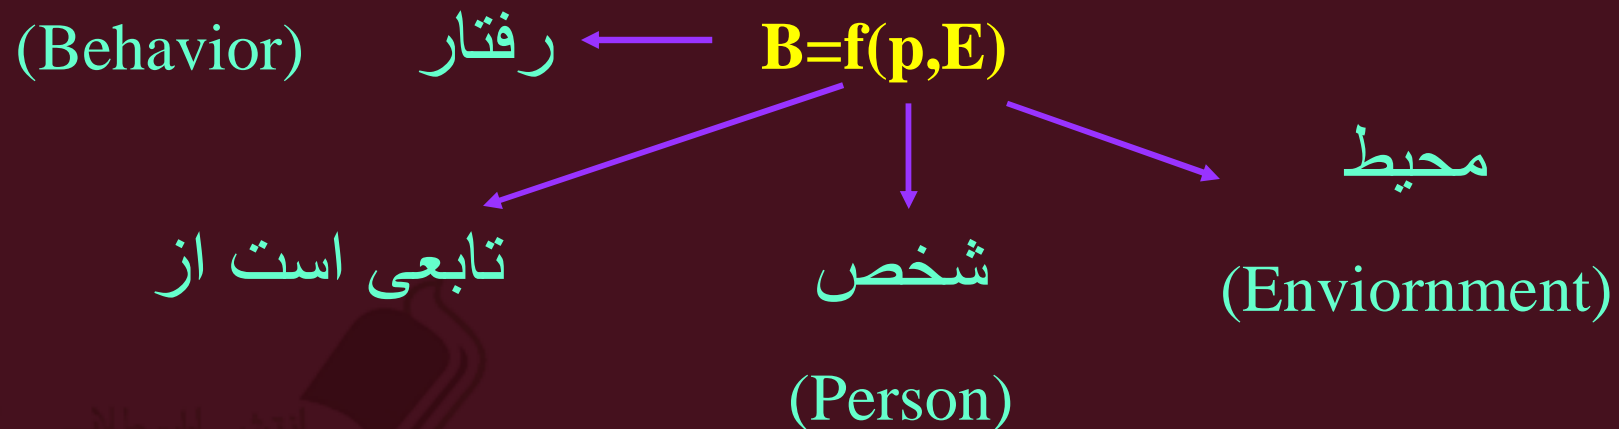 B=f(p,E) رفتار (Behavior)
محیط
(Enviornment)
شخص
(Person)
تابعی است از